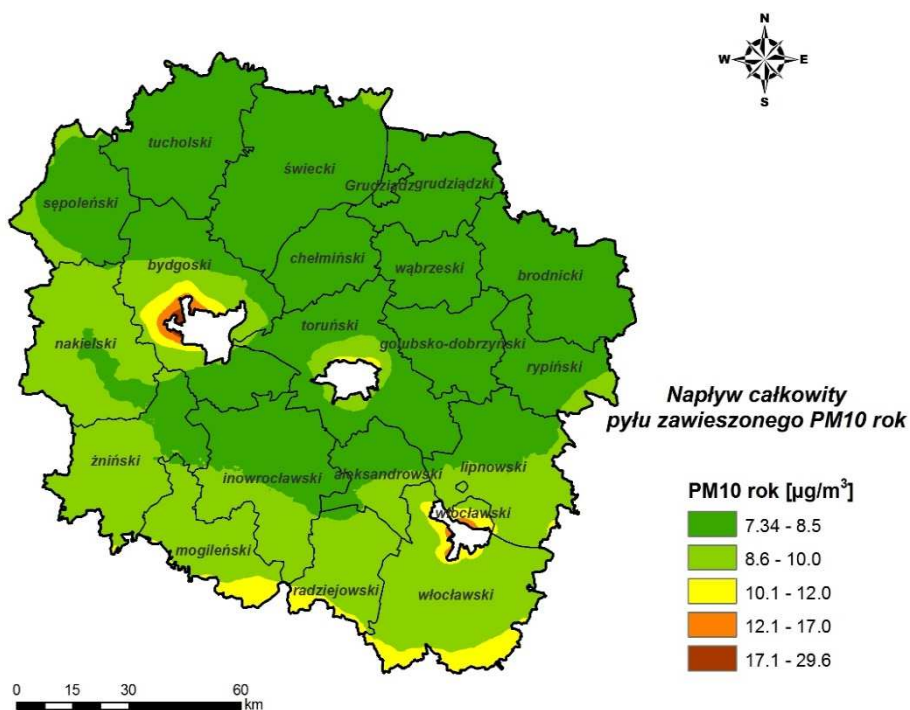 N
W E
S
tucholski
świecki
Grudziądz grudziądzki
sępoleński
chełmiński
wąbrzeski
brodnicki
bydgoski
toruński
nakielski
golubsko-dobrzyński
rypiński
Napływ całkowity
pyłu zawieszonego PM10 rok
żniński
inowrocławski
aleksandrowski
lipnowski
PM10 rok [µg/m³]
7.34 - 8.5
włocławski
8.6 - 10.0
mogileński
radziejowski
włocławski
10.1 - 12.0
12.1 - 17.0
17.1 - 29.6
0 15 30 60
km